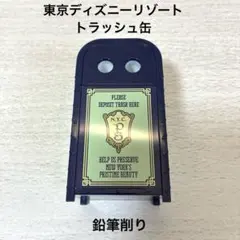 東京ディズニーリゾート
トラッシュ缶
PLEASE
DEPOSIT TRASH HERE
N.Y.C.
HELP US PRESERVE
NEW YORK'S
PRISTINE BEAUTY
鉛筆削り